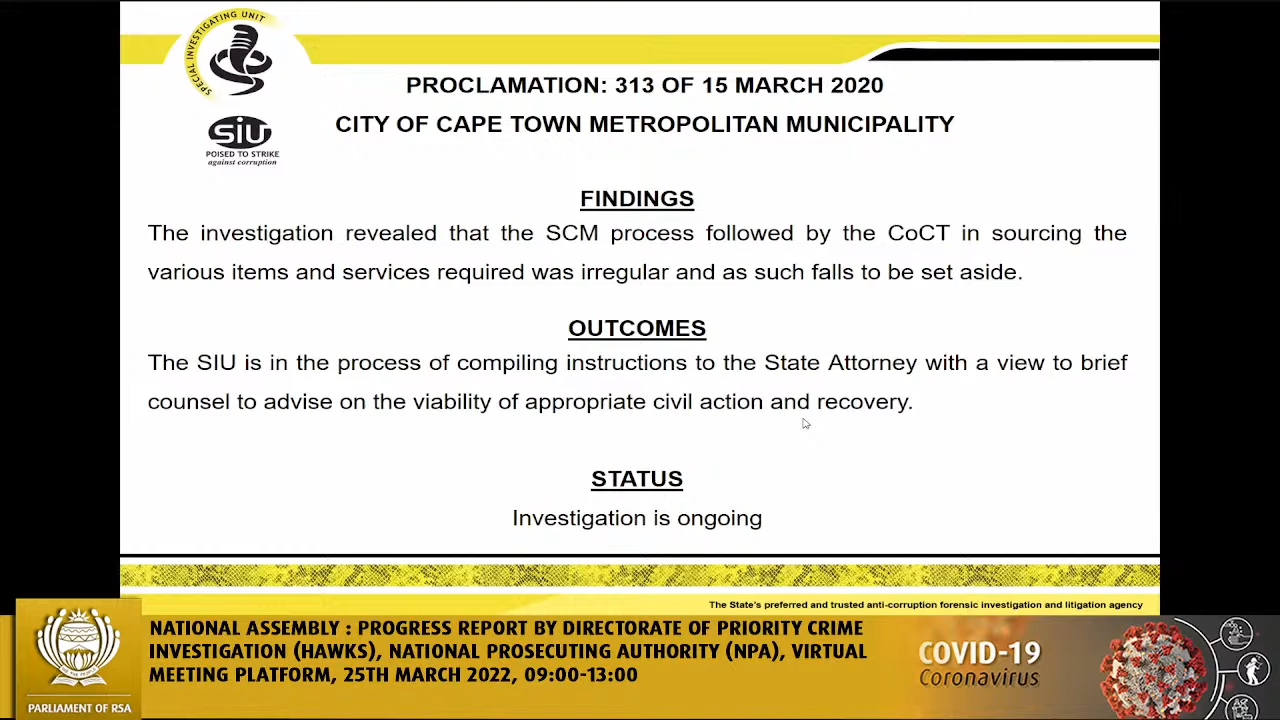 SPECIAL INVESTIGATING UNIT
SIU
POISED TO STRIKE
against corruption
PROCLAMATION: 313 OF 15 MARCH 2020
CITY OF CAPE TOWN METROPOLITAN MUNICIPALITY
FINDINGS
The investigation revealed that the SCM process followed by the CoCT in sourcing the
various items and services required was irregular and as such falls to be set aside.
OUTCOMES
The SIU is in the process of compiling instructions to the State Attorney with a view to brief
counsel to advise on the viability of appropriate civil action and recovery.
STATUS
Investigation is ongoing
The State's preferred and trusted anti-corruption forensic investigation and litigation agency
PARLIAMENT OF RSA
NATIONAL ASSEMBLY : PROGRESS REPORT BY DIRECTORATE OF PRIORITY CRIME
INVESTIGATION (HAWKS), NATIONAL PROSECUTING AUTHORITY (NPA), VIRTUAL
MEETING PLATFORM, 25TH MARCH 2022, 09:00-13:00
COVID-19
Coronavirus